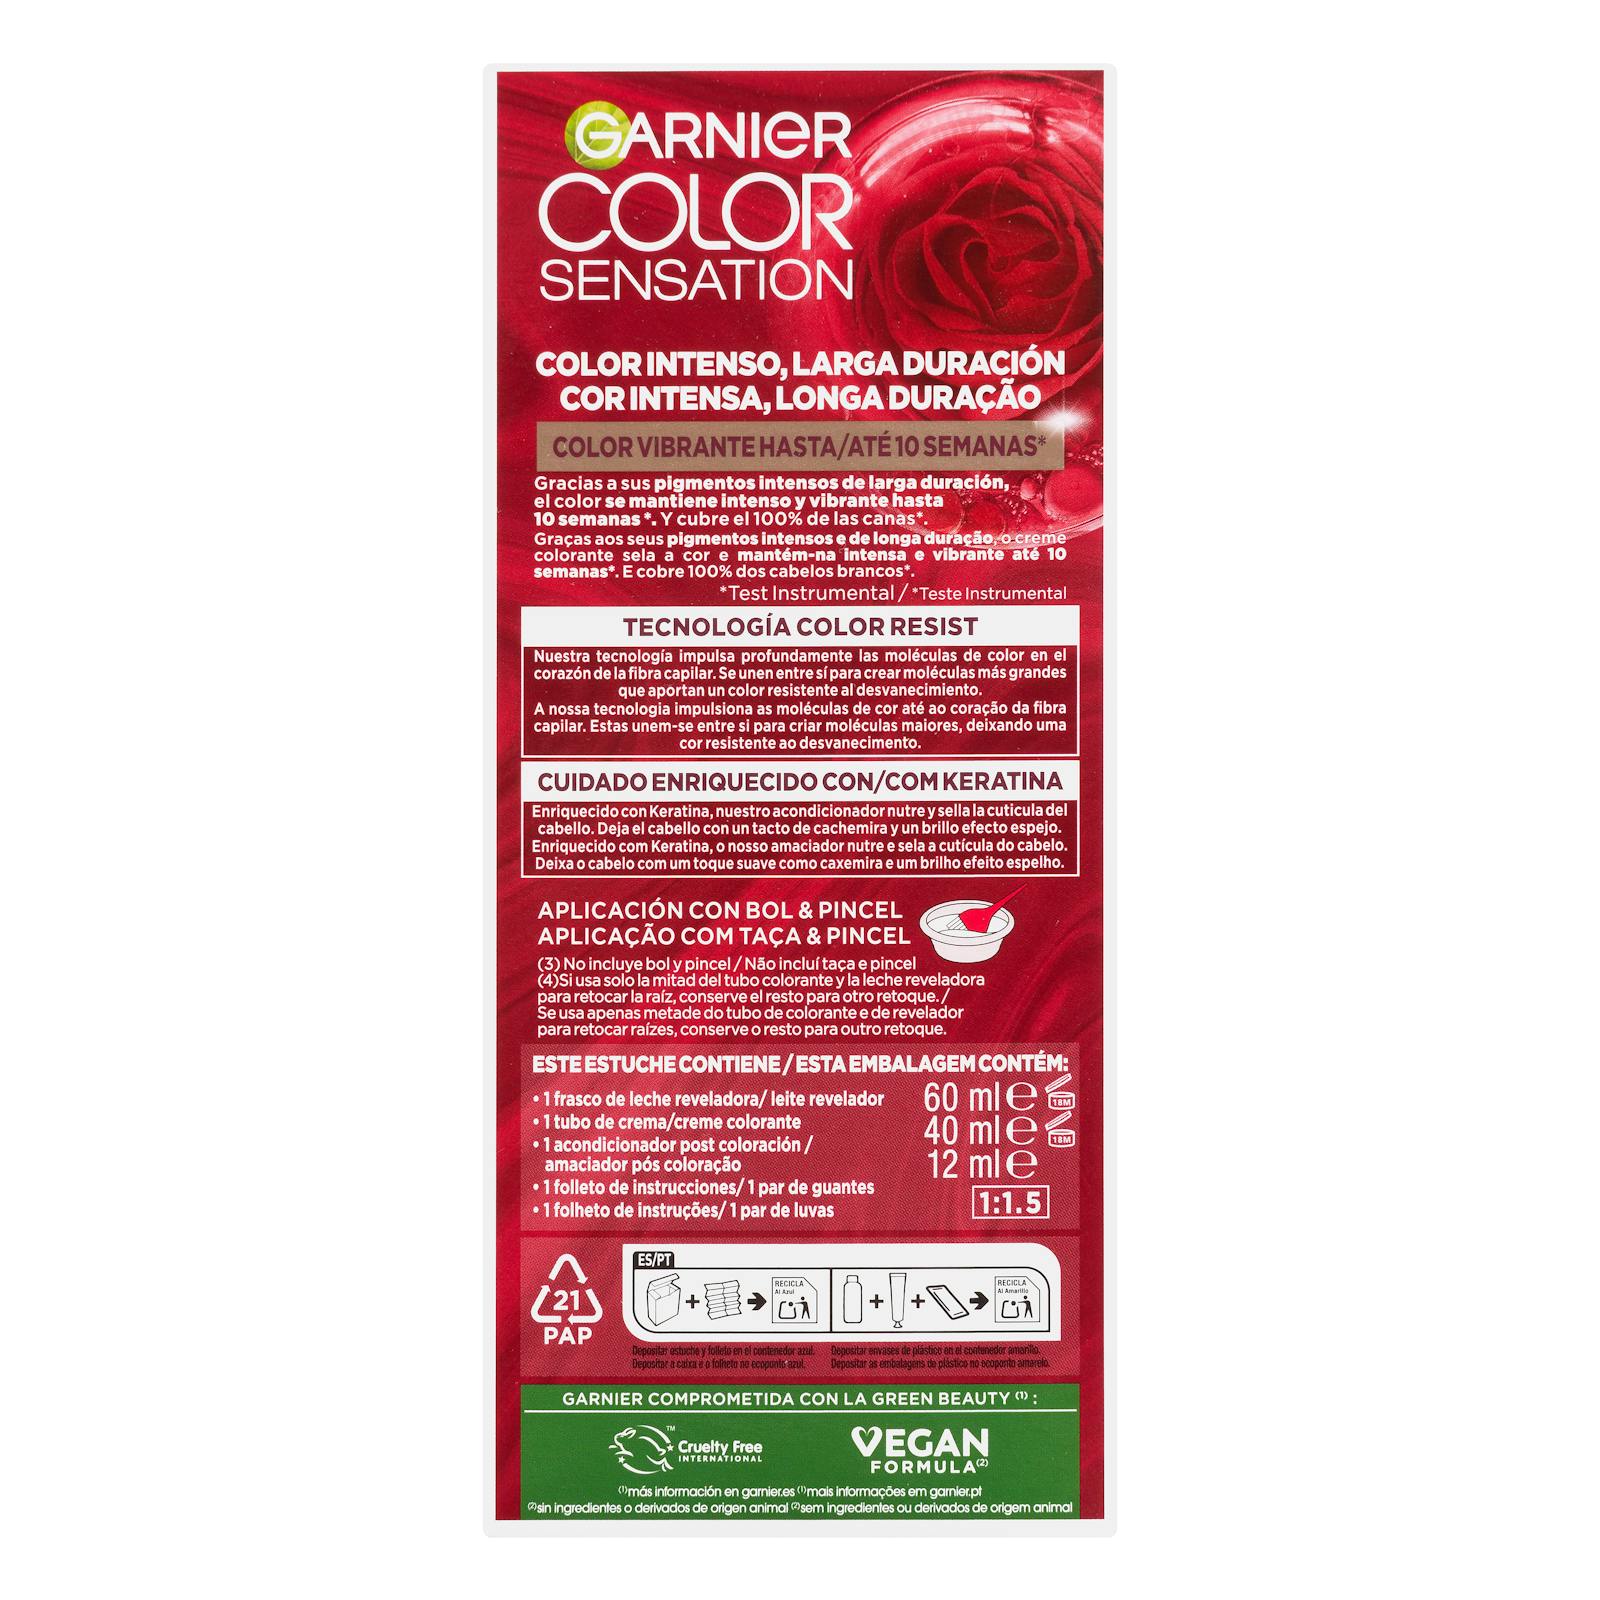 GARNIER
COLOR
SENSATION
COLOR INTENSO, LARGA DURACIÓN
COR INTENSA, LONGA DURAÇÃO
COLOR VIBRANTE HASTA/ATÉ 10 SEMANAS*
Gracias a sus pigmentos intensos de larga duración,
el color se mantiene intenso y vibrante hasta
10 semanas *. Y cubre el 100% de las canas*.
Graças aos seus pigmentos intensos e de longa duração, o creme
colorante sela a cor e mantém-na intensa e vibrante até 10
semanas*. E cobre 100% dos cabelos brancos*.
*Test Instrumental / *Teste Instrumental
TECNOLOGÍA COLOR RESIST
Nuestra tecnología impulsa profundamente las moléculas de color en el
corazón de la fibra capilar. Se unen entre sí para crear moléculas más grandes
que aportan un color resistente al desvanecimiento.
A nossa tecnologia impulsiona as moléculas de cor até ao coração da fibra
capilar. Estas unem-se entre si para criar moléculas maiores, deixando uma
cor resistente ao desvanecimento.
CUIDADO ENRIQUECIDO CON/COM KERATINA
Enriquecido con Keratina, nuestro acondicionador nutre y sella la cuticula del
cabello. Deja el cabello con un tacto de cachemira y un brillo efecto espejo.
Enriquecido com Keratina, o nosso amaciador nutre e sela a cutícula do cabelo.
Deixa o cabelo com um toque suave como caxemira e um brilho efeito espelho.
APLICACIÓN CON BOL & PINCEL
APLICAÇÃO COM TAÇA & PINCEL
(3) No incluye bol y pincel / Não incluí taça e pincel
(4)Si usa solo la mitad del tubo colorante y la leche reveladora
para retocar la raíz, conserve el resto para otro retoque. /
Se usa apenas metade do tubo de colorante e de revelador
para retocar raízes, conserve o resto para outro retoque.
ESTE ESTUCHE CONTIENE / ESTA EMBALAGEM CONTÉM:
• 1 frasco de leche reveladora/ leite revelador 60 ml e 18M
• 1 tubo de crema/creme colorante 40 ml e 18M
• 1 acondicionador post coloración /
amaciador pós coloração 12 ml e
• 1 folleto de instrucciones/ 1 par de guantes
• 1 folheto de instruções/ 1 par de luvas 1:1.5
21
PAP
ES/PT
RECICLA
Al Azul
RECICLA
Al Amarillo
Depositar estuche y folleto en el contenedor azul.
Depositar a caixa e o folheto no ecoponto azul.
Depositar envases de plástico en el contenedor amarillo.
Depositar as embalagens de plástico no ecoponto amarelo.
GARNIER COMPROMETIDA CON LA GREEN BEAUTY (1) :
Cruelty Free TM
INTERNATIONAL
VEGAN
FORMULA(2)
(1)más información en garnier.es (1)mais informações em garnier.pt
(2)sin ingredientes o derivados de origen animal (2)sem ingredientes ou derivados de origem animal